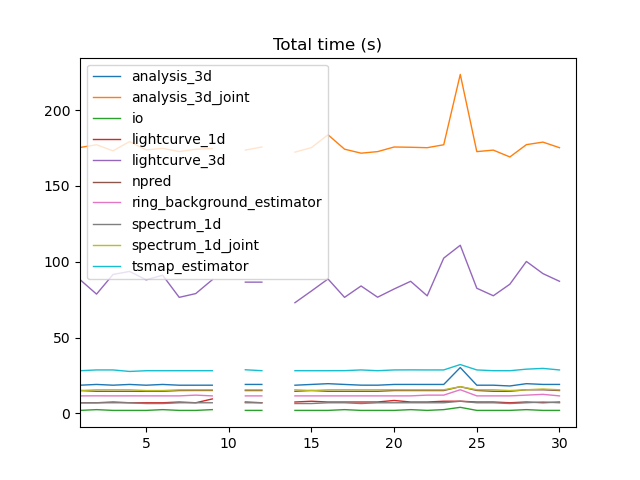 Total time (s)
analysis_3d
analysis_3d_joint
io
lightcurve_1d
lightcurve_3d
npred
ring_background_estimator
spectrum_1d
spectrum_1d_joint
tsmap_estimator
200
150
100
50
0
5 10 15 20 25 30